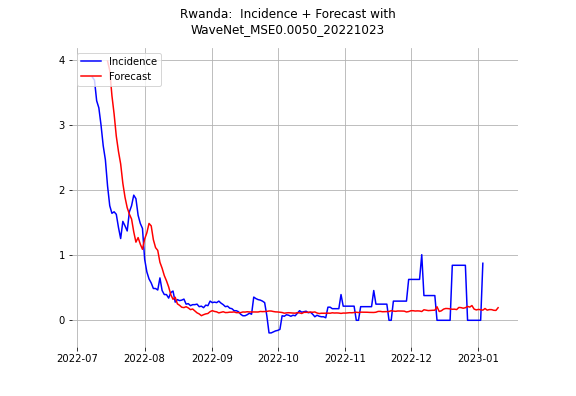 Rwanda:  Incidence + Forecast with
WaveNet_MSE0.0050_20221023
Incidence
Forecast
4
3
2
1
0
2022-07 2022-08 2022-09 2022-10 2022-11 2022-12 2023-01